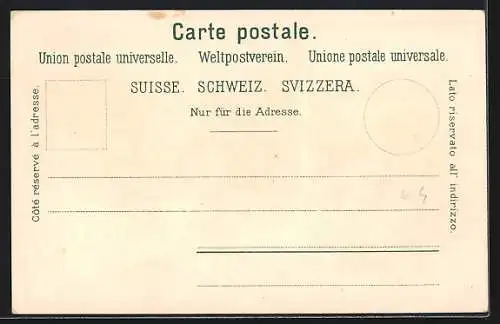 Carte postale.
Union postale universelle. Weltpostverein. Unione postale universale.
SUISSE. SCHWEIZ. SVIZZERA.
Nur für die Adresse.
Côté réservé à l'adresse.
Lato riservato all' indirizzo.